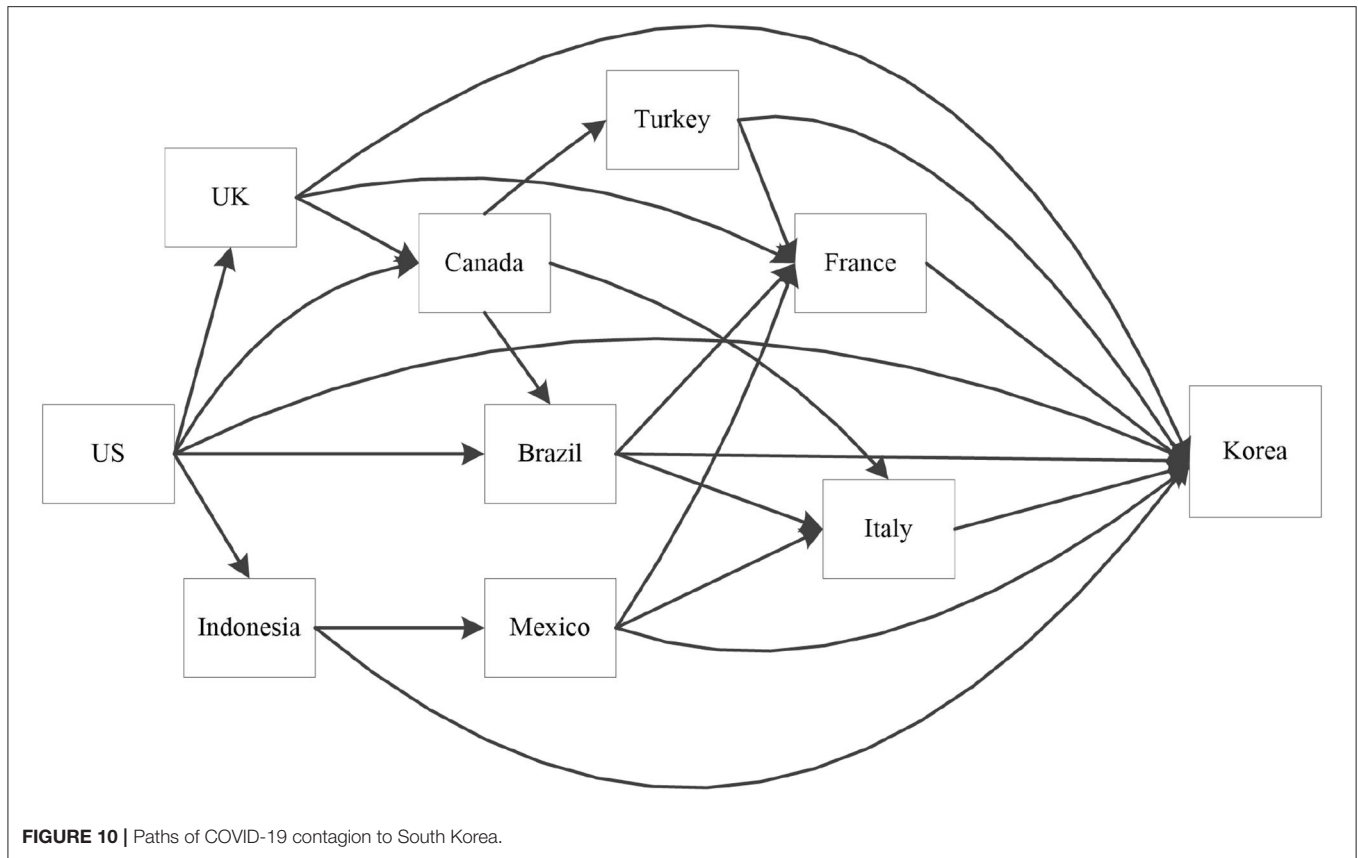 Turkey
UK
Canada
France
US
Brazil
Korea
Italy
Indonesia
Mexico
FIGURE 10 | Paths of COVID-19 contagion to South Korea.